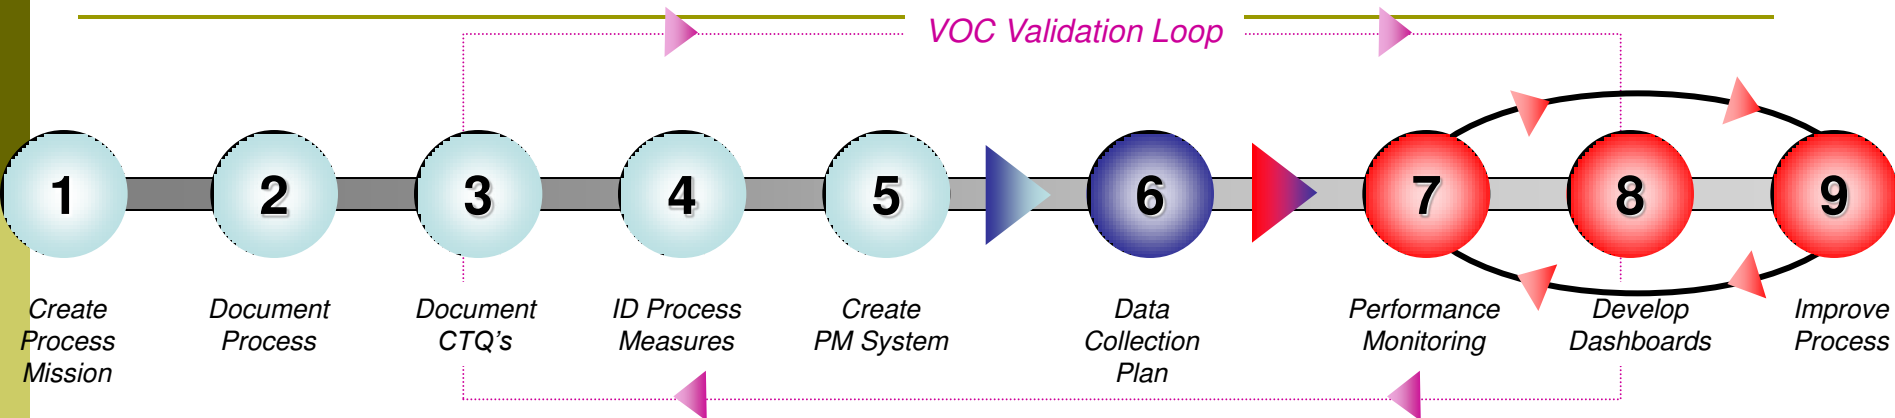 VOC Validation Loop
1 2 3 4 5 6 7 8 9
Create
Process
Mission
Document
Process
Document
CTQ's
ID Process
Measures
Create
PM System
Data
Collection
Plan
Performance
Monitoring
Develop
Dashboards
Improve
Process